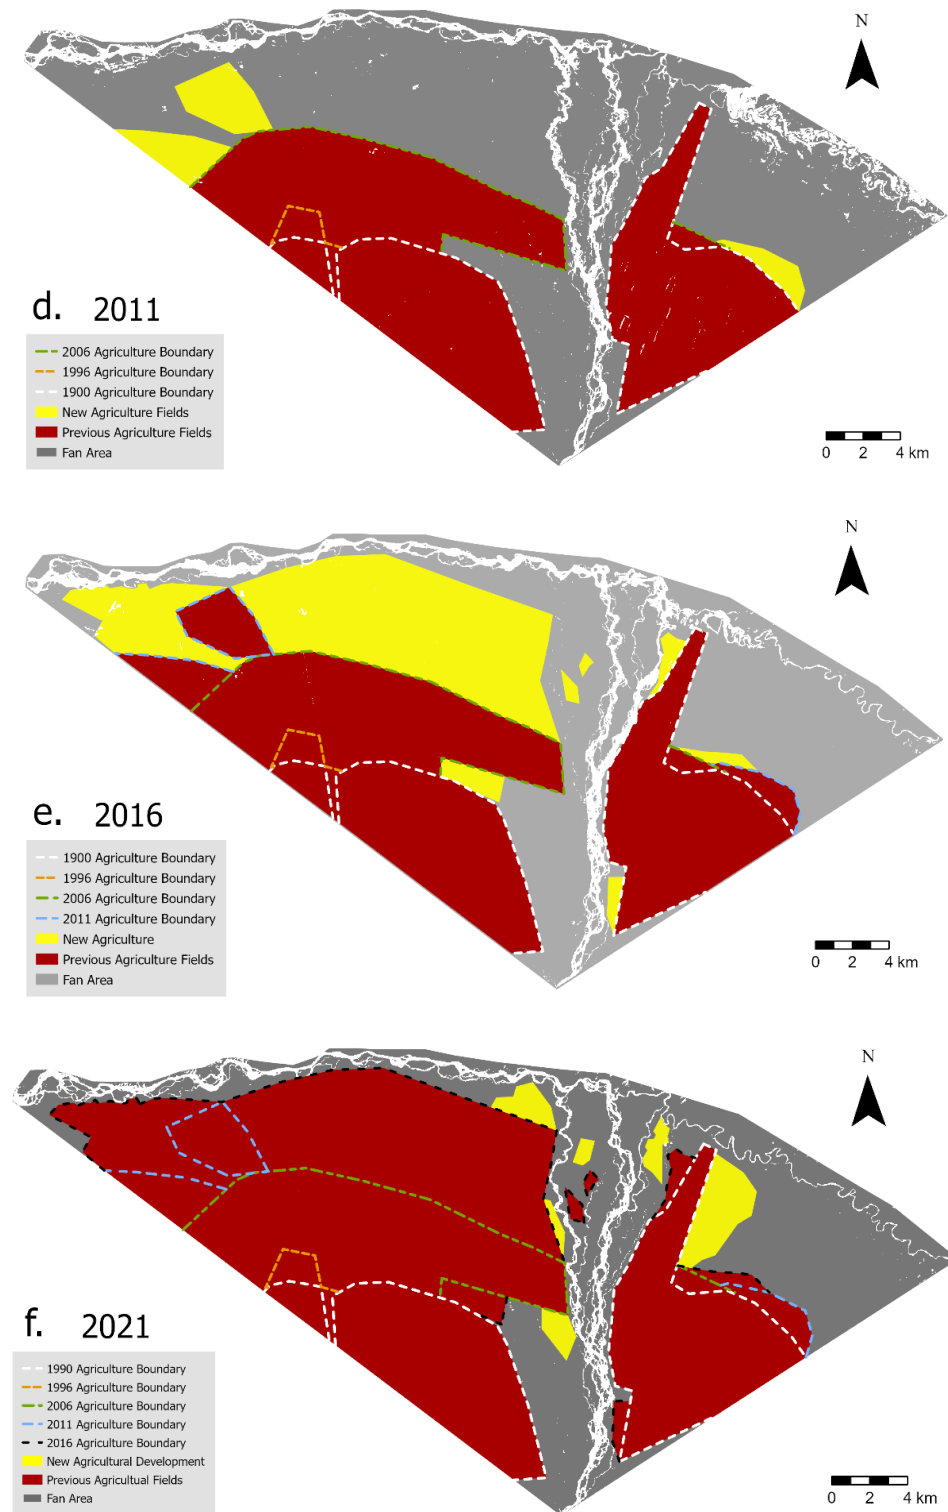 N
d. 2011
2006 Agriculture Boundary
1996 Agriculture Boundary
1900 Agriculture Boundary
New Agriculture Fields
Previous Agriculture Fields
Fan Area
0 2 4 km
N
e. 2016
1900 Agriculture Boundary
1996 Agriculture Boundary
2006 Agriculture Boundary
2011 Agriculture Boundary
New Agriculture
Previous Agriculture Fields
Fan Area
0 2 4 km
N
f. 2021
1990 Agriculture Boundary
1996 Agriculture Boundary
2006 Agriculture Boundary
2011 Agriculture Boundary
2016 Agriculture Boundary
New Agricultural Development
Previous Agricultual Fields
Fan Area
0 2 4 km